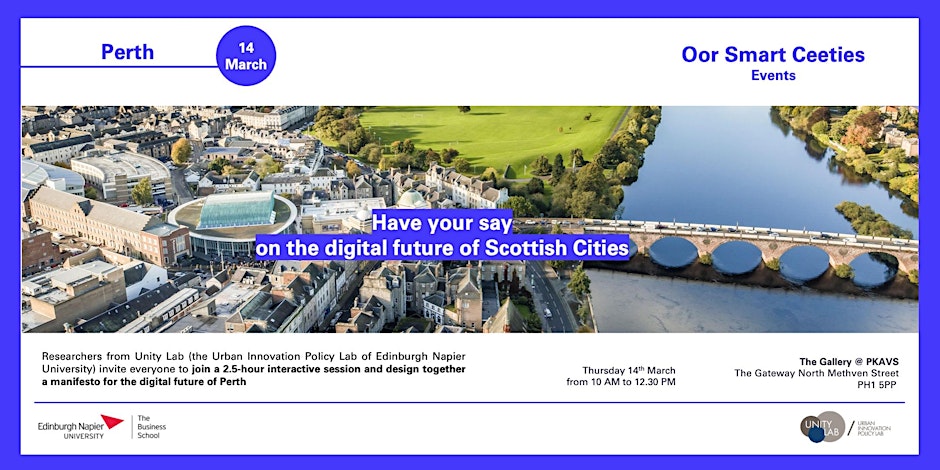 Perth
14
March
Oor Smart Ceeties
Events
Have your say
on the digital future of Scottish Cities
Researchers from Unity Lab (the Urban Innovation Policy Lab of Edinburgh Napier
University) invite everyone to join a 2.5-hour interactive session and design together
a manifesto for the digital future of Perth
Thursday 14th March
from 10 AM to 12.30 PM
The Gallery @ PKAVS
The Gateway North Methven Street
PH1 5PP
Edinburgh Napier
UNIVERSITY
The
Business
School
UNITY
LAB
URBAN
INNOVATION
POLICY LAB